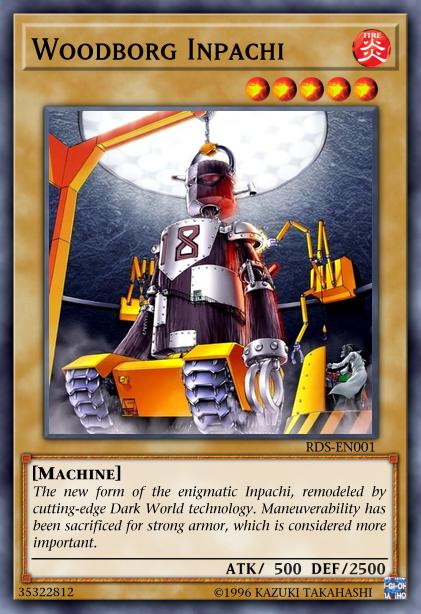 Woodborg Inpachi
FIRE
炎
18
RDS-EN001
[Machine]
The new form of the enigmatic Inpachi, remodeled by
cutting-edge Dark World technology. Maneuverability has
been sacrificed for strong armor, which is considered more
important.
ATK/ 500 DEF/2500
35322812
©1996 KAZUKI TAKAHASHI